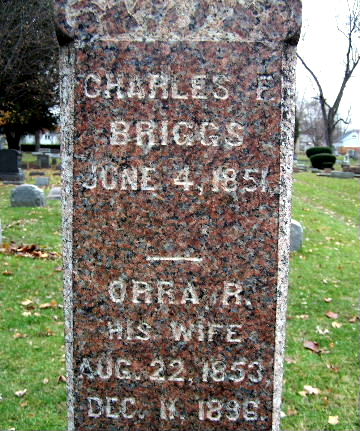 CHARLES F.
BRIGGS
JUNE 4, 1851.
ORRA R.
HIS WIFE
AUG. 22, 1853.
DEC. 11, 1896.